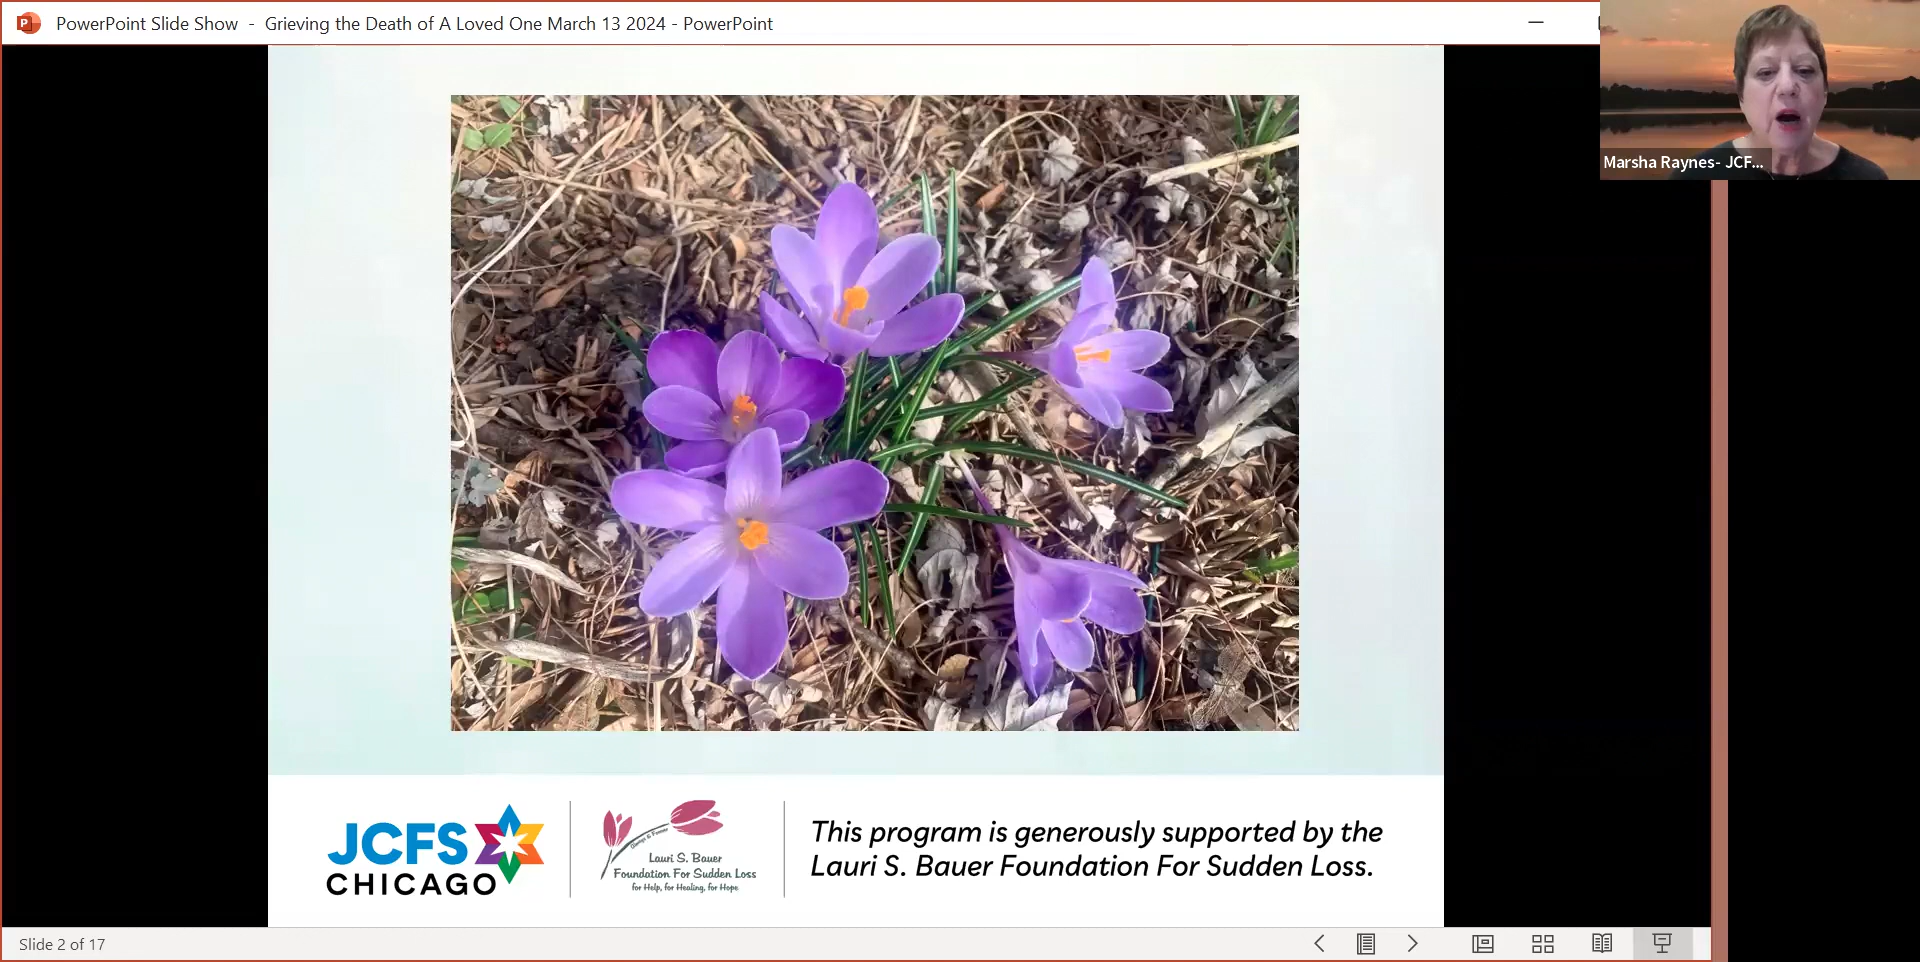 PowerPoint Slide Show - Grieving the Death of A Loved One March 13 2024 - PowerPoint
Marsha Raynes- JCF...
JCFS
CHICAGO
Always & Forever
Lauri S. Bauer
Foundation For Sudden Loss
for Help, for Healing, for Hope
This program is generously supported by the
Lauri S. Bauer Foundation For Sudden Loss.
Slide 2 of 17